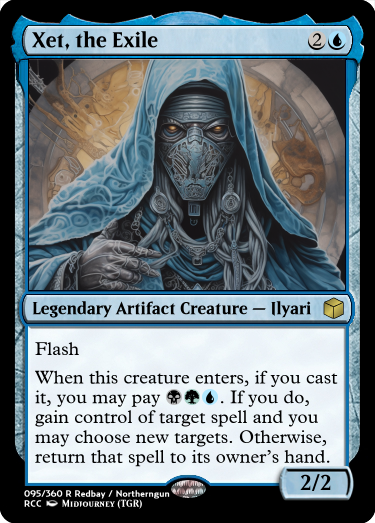 Xet, the Exile 2
Legendary Artifact Creature — Ilyari
Flash
When this creature enters, if you cast
it, you may pay . If you do,
gain control of target spell and you
may choose new targets. Otherwise,
return that spell to its owner's hand.
2/2
095/360 R Redbay / Northerngun
RCC Midjourney (TGR)